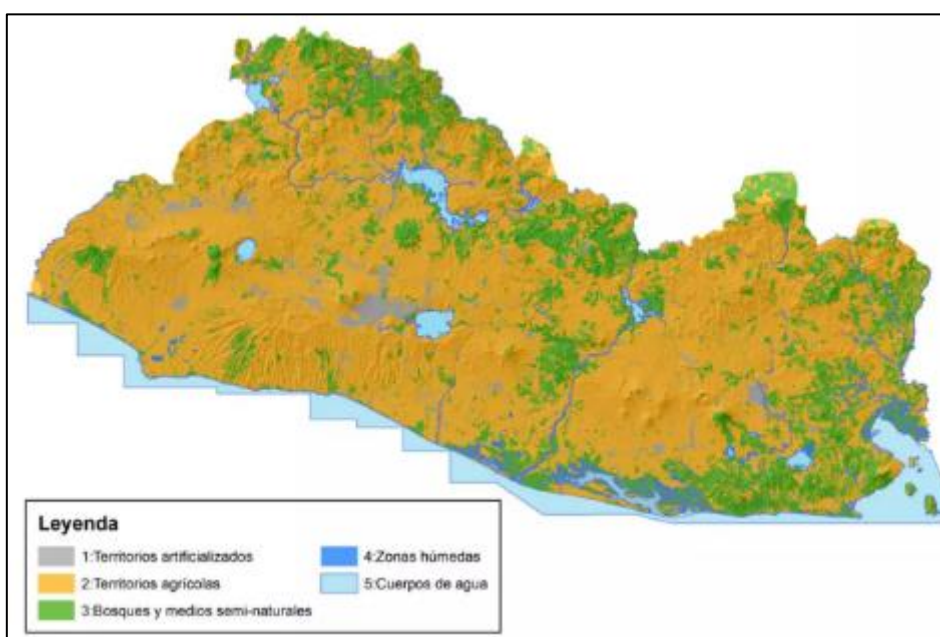 Leyenda
1:Territorios artificializados
2:Territorios agrícolas
3:Bosques y medios semi-naturales
4:Zonas húmedas
5:Cuerpos de agua